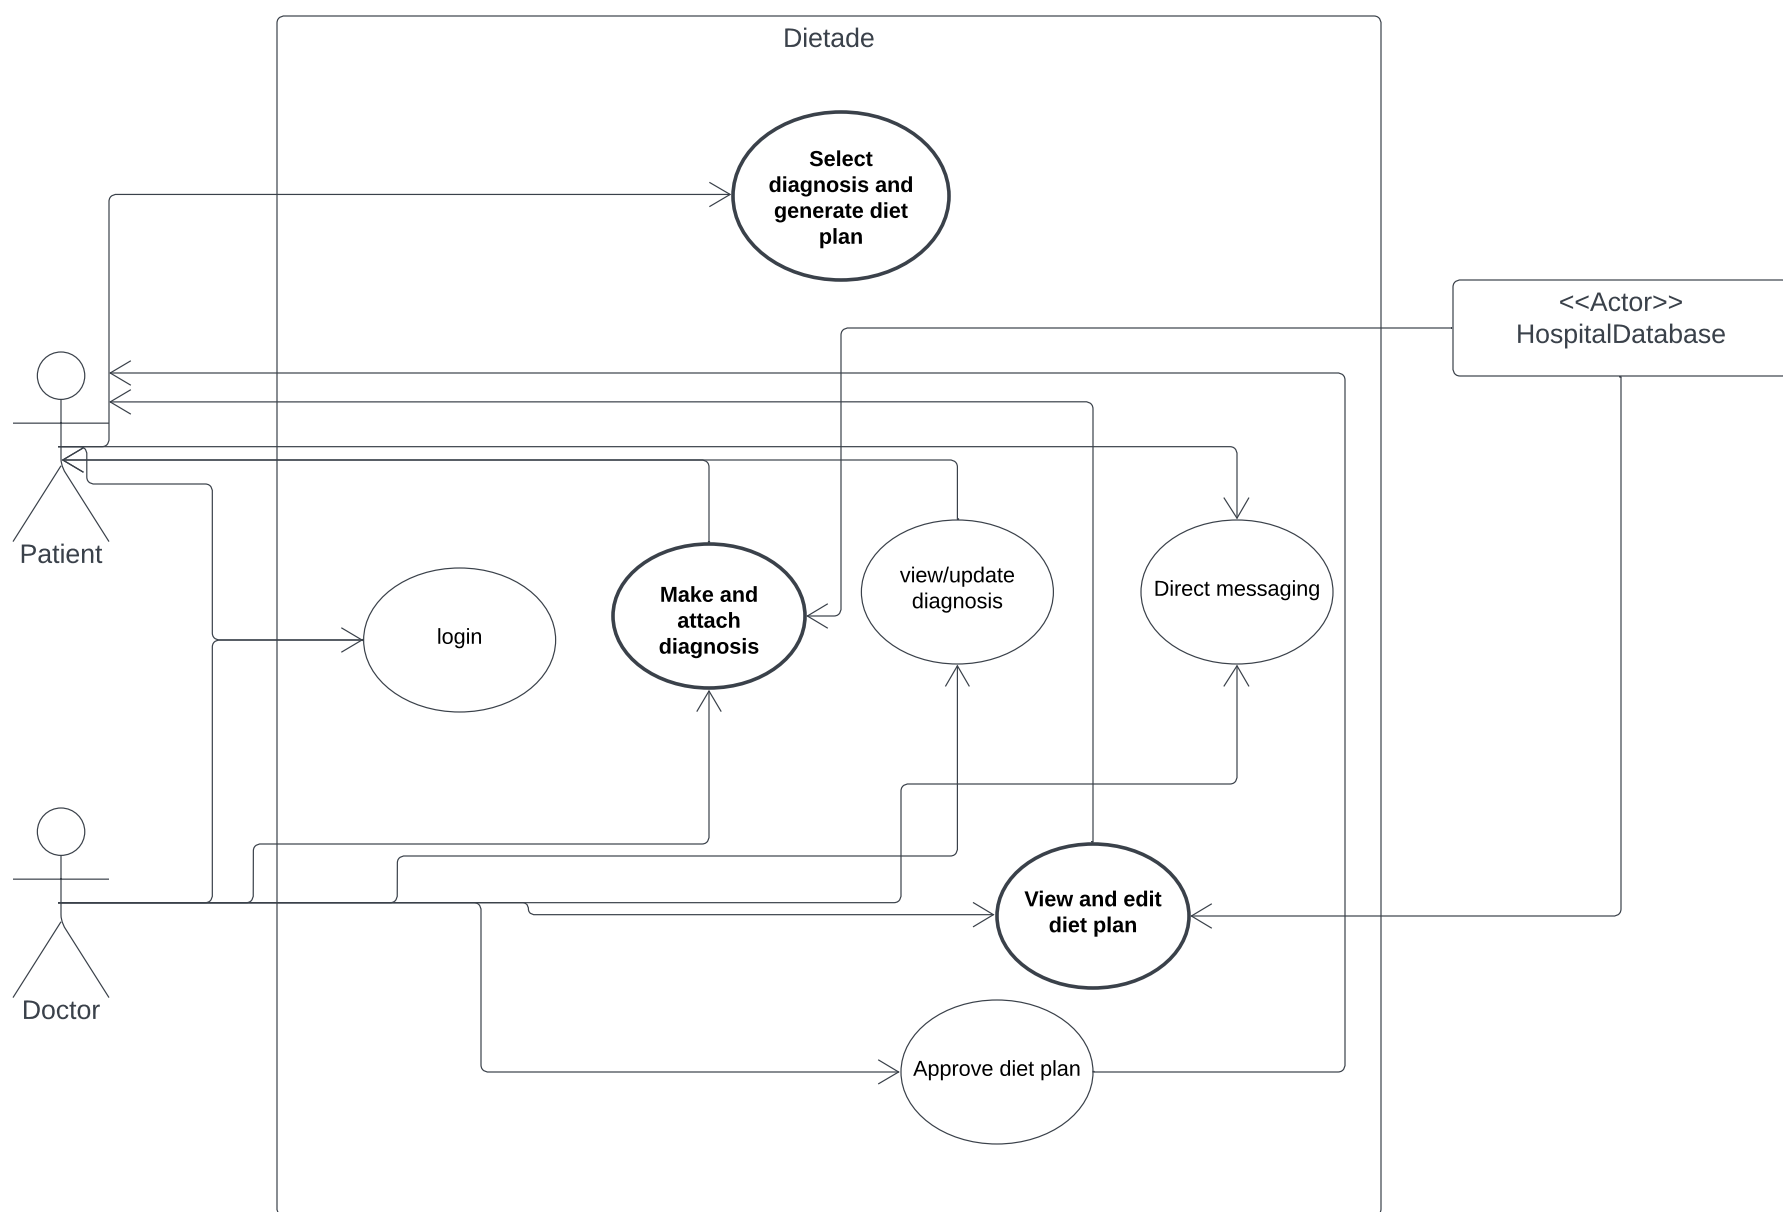 Dietade
Select
diagnosis and
generate diet
plan
<<Actor>>
HospitalDatabase
Patient
login
Make and
attach
diagnosis
view/update
diagnosis
Direct messaging
View and edit
diet plan
Doctor
Approve diet plan